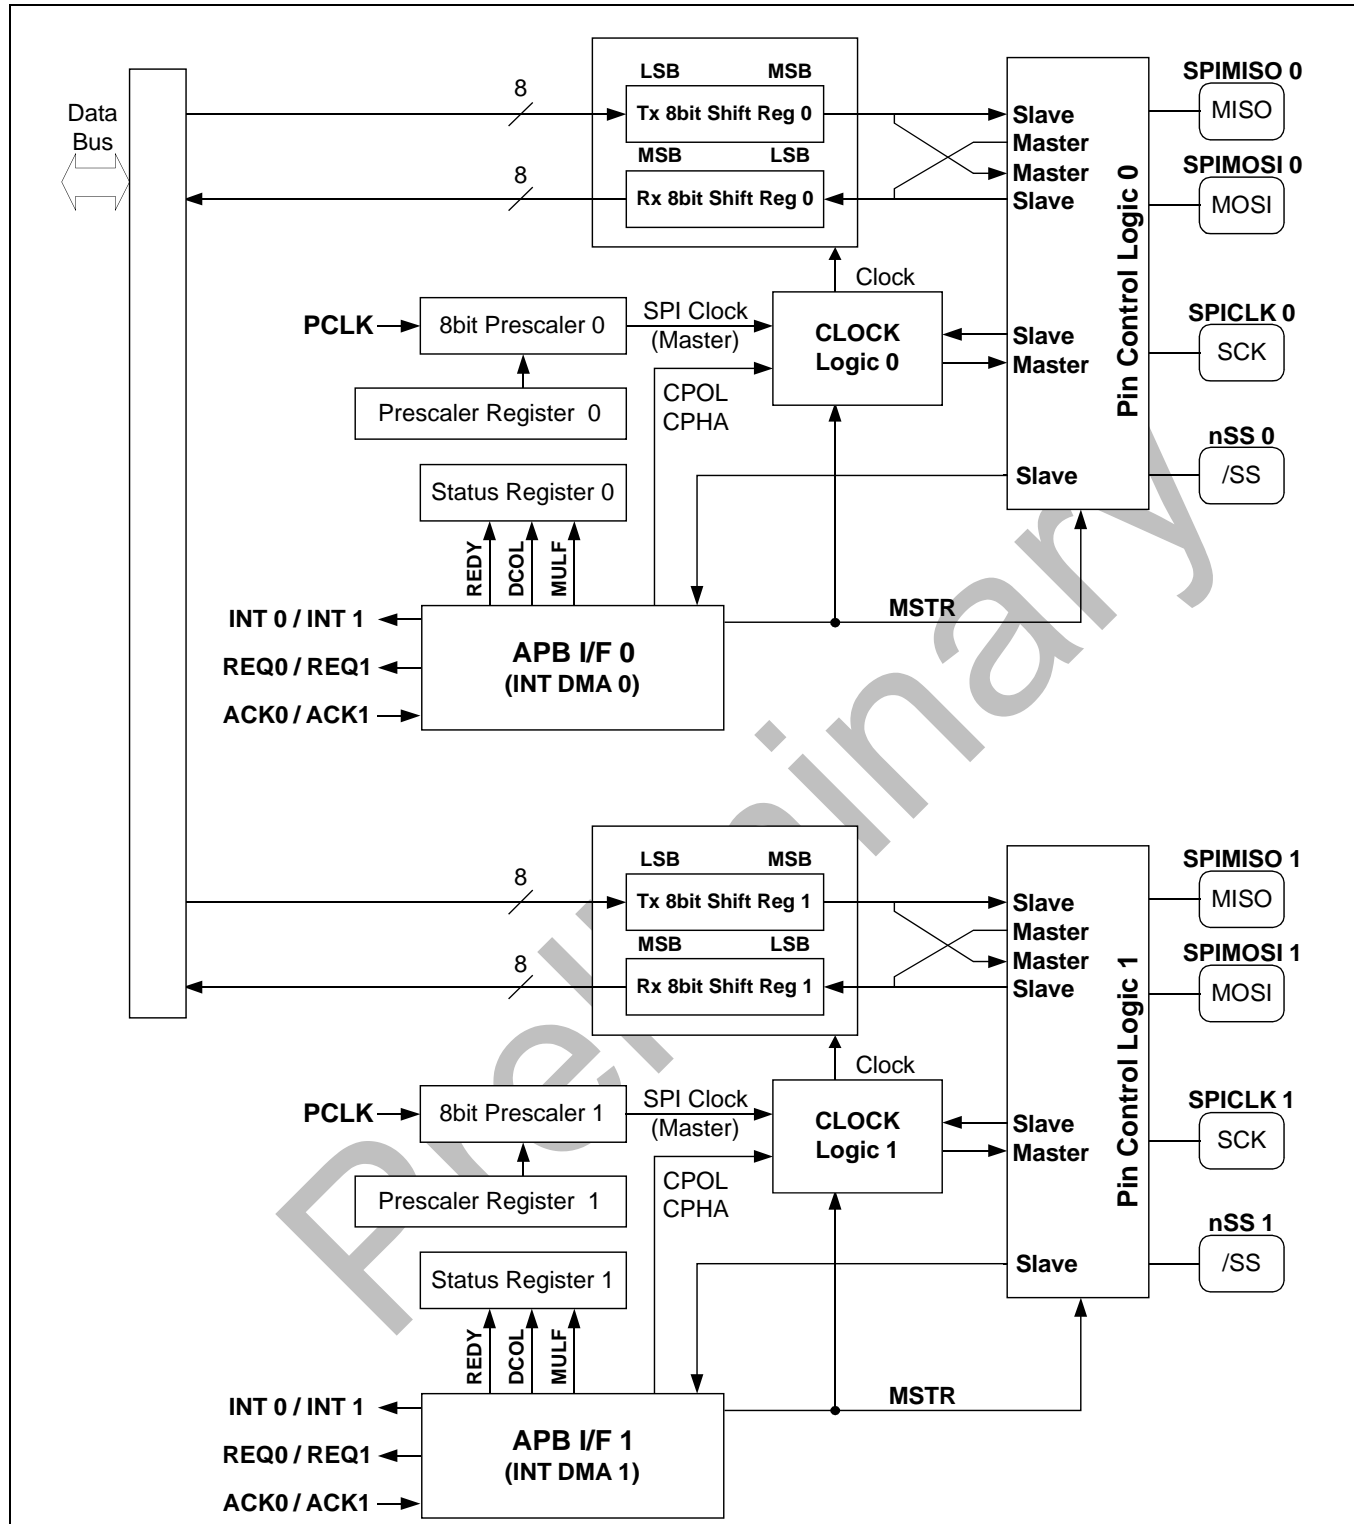 Data
Bus
8
LSB MSB
Tx 8bit Shift Reg 0
MSB LSB
8
Rx 8bit Shift Reg 0
Slave
Master
Master
Slave
Pin Control Logic 0
SPIMISO 0
MISO
SPIMOSI 0
MOSI
Clock
PCLK
8bit Prescaler 0
SPI Clock
(Master)
CLOCK
Logic 0
Slave
Master
SPICLK 0
SCK
Prescaler Register 0
CPOL
CPHA
nSS 0
/SS
Slave
Status Register 0
REDY
DCOL
MULF
MSTR
INT 0 / INT 1
REQ0 / REQ1
ACK0 / ACK1
APB I/F 0
(INT DMA 0)
8
LSB MSB
Tx 8bit Shift Reg 1
MSB LSB
8
Rx 8bit Shift Reg 1
Slave
Master
Master
Slave
Pin Control Logic 1
SPIMISO 1
MISO
SPIMOSI 1
MOSI
Clock
PCLK
8bit Prescaler 1
SPI Clock
(Master)
CLOCK
Logic 1
Slave
Master
SPICLK 1
SCK
Prescaler Register 1
CPOL
CPHA
nSS 1
/SS
Slave
Status Register 1
REDY
DCOL
MULF
MSTR
INT 0 / INT 1
REQ0 / REQ1
ACK0 / ACK1
APB I/F 1
(INT DMA 1)
Preliminary